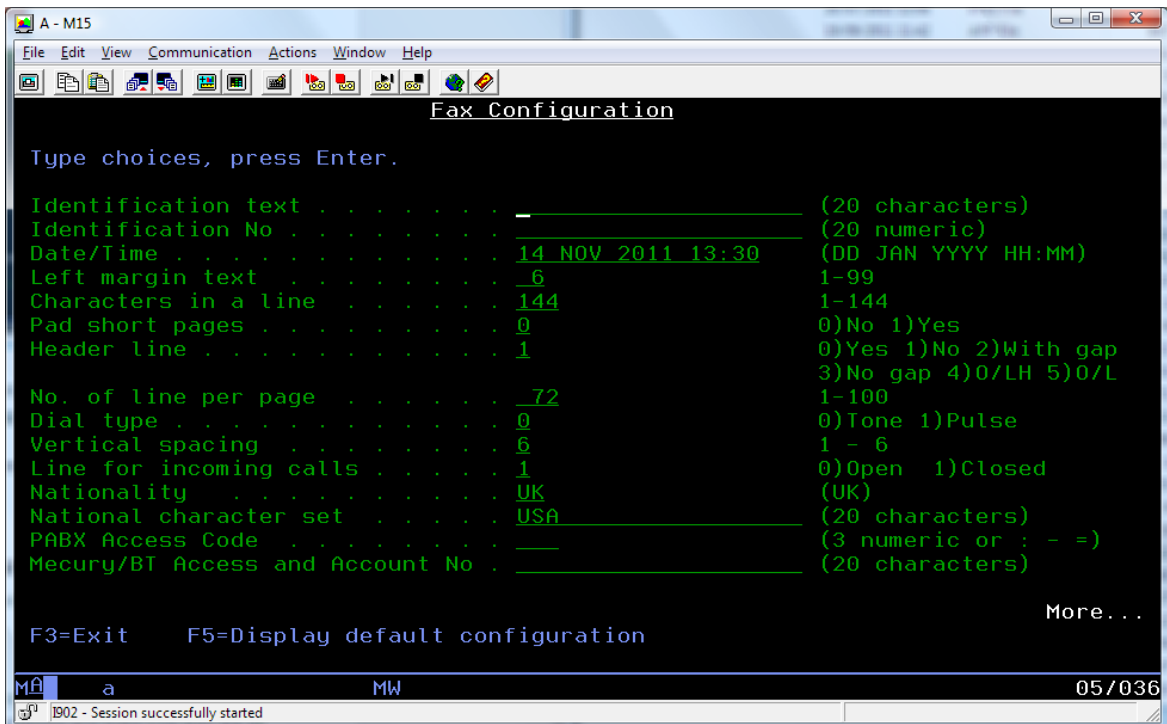 A - M15
File Edit View Communication Actions Window Help
Fax Configuration
Type choices, press Enter.
Identification text . . . . . . . (20 characters)
Identification No . . . . . . . . (20 numeric)
Date/Time . . . . . . . . . . . . 14 NOV 2011 13:30 (DD JAN YYYY HH:MM)
Left margin text . . . . . . . 6 1-99
Characters in a line . . . . . 144 1-144
Pad short pages . . . . . . . . . 0 0)No 1)Yes
Header line . . . . . . . . . . . 1 0)Yes 1)No 2)With gap
3)No gap 4)O/LH 5)O/L
No. of line per page . . . . . . 72 1-100
Dial type . . . . . . . . . . . . 0 0)Tone 1)Pulse
Vertical spacing . . . . . . . 6 1 - 6
Line for incoming calls . . . . . 1 0)Open 1)Closed
Nationality . . . . . . . . . . UK (UK)
National character set . . . . . USA (20 characters)
PABX Access Code . . . . . . . (3 numeric or : - =)
Mecury/BT Access and Account No . (20 characters)
More...
F3=Exit F5=Display default configuration
MA a MW 05/036
I902 - Session successfully started